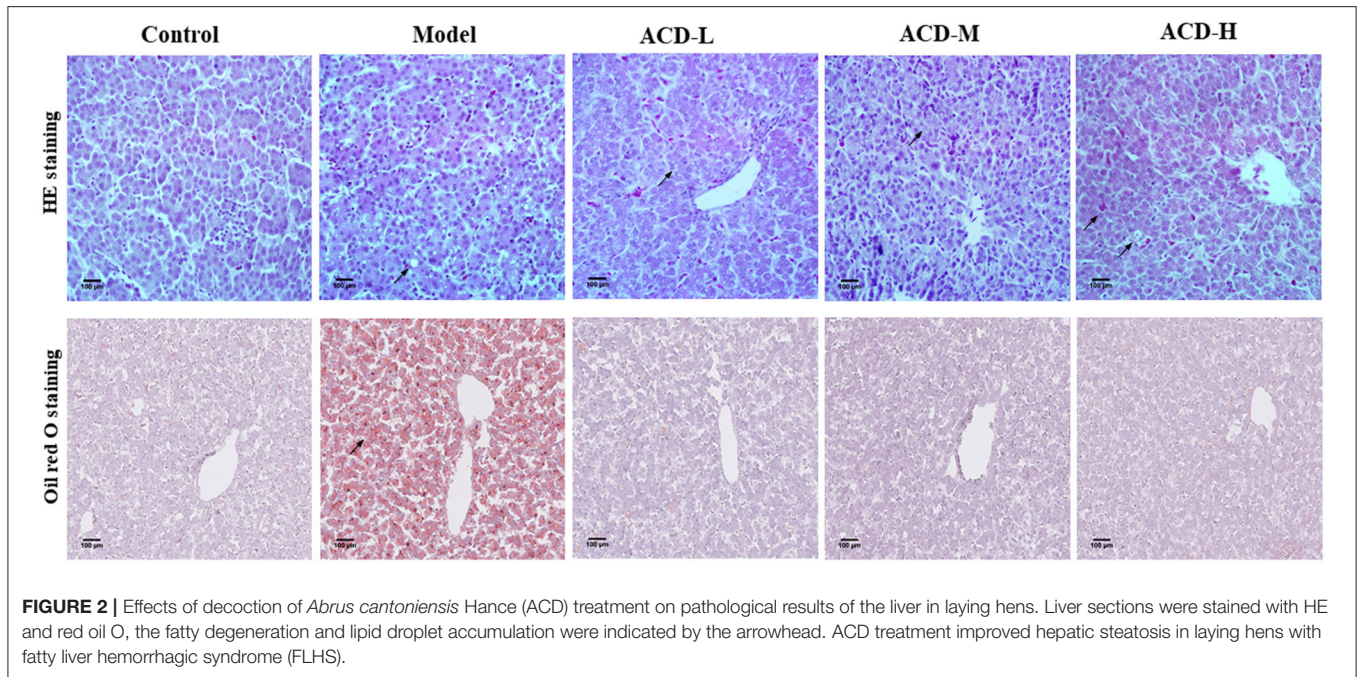 Control Model ACD-L ACD-M ACD-H
HE staining
100 µm 100 µm 100 µm 100 µm 100 µm
Oil red O staining
100 µm 100 µm 100 µm 100 µm 100 µm
FIGURE 2 | Effects of decoction of Abrus cantoniensis Hance (ACD) treatment on pathological results of the liver in laying hens. Liver sections were stained with HE
and red oil O, the fatty degeneration and lipid droplet accumulation were indicated by the arrowhead. ACD treatment improved hepatic steatosis in laying hens with
fatty liver hemorrhagic syndrome (FLHS).